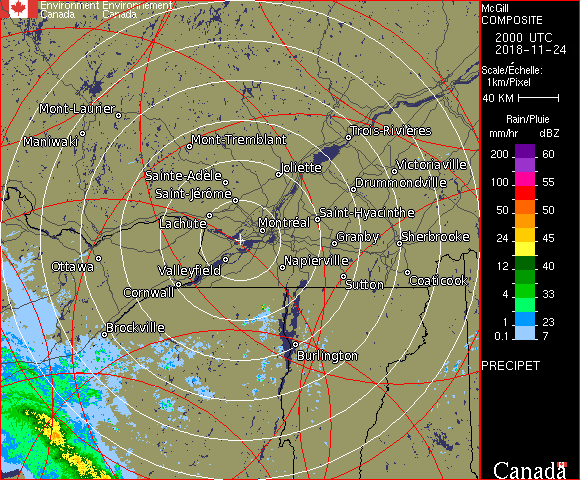 Environment Environnement
Canada Canada
Mont-Laurier
Maniwaki
Mont-Tremblant
Trois-Rivières
Sainte-Adèle
Joliette
Victoriaville
Saint-Jérôme
Drummondville
Lachute
Montréal
Saint-Hyacinthe
Granby
Sherbrooke
Ottawa
Valleyfield
Napierville
Cornwall
Sutton
Coaticook
Brockville
Burlington
McGill
COMPOSITE
2000 UTC
2018-11-24
Scale/Échelle:
1km/Pixel
40 KM
Rain/Pluie
mm/hr dBZ
200 60
100 55
50 50
24 45
12 40
4 33
1 23
0.1 7
PRECIPET
Canada